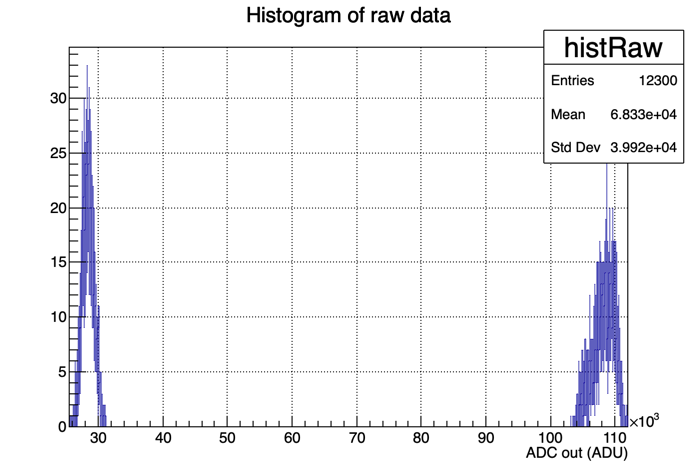 Histogram of raw data
histRaw
Entries 12300
Mean 6.833e+04
Std Dev 3.992e+04
30
25
20
15
10
5
0
30 40 50 60 70 80 90 100 110 ×10³
ADC out (ADU)